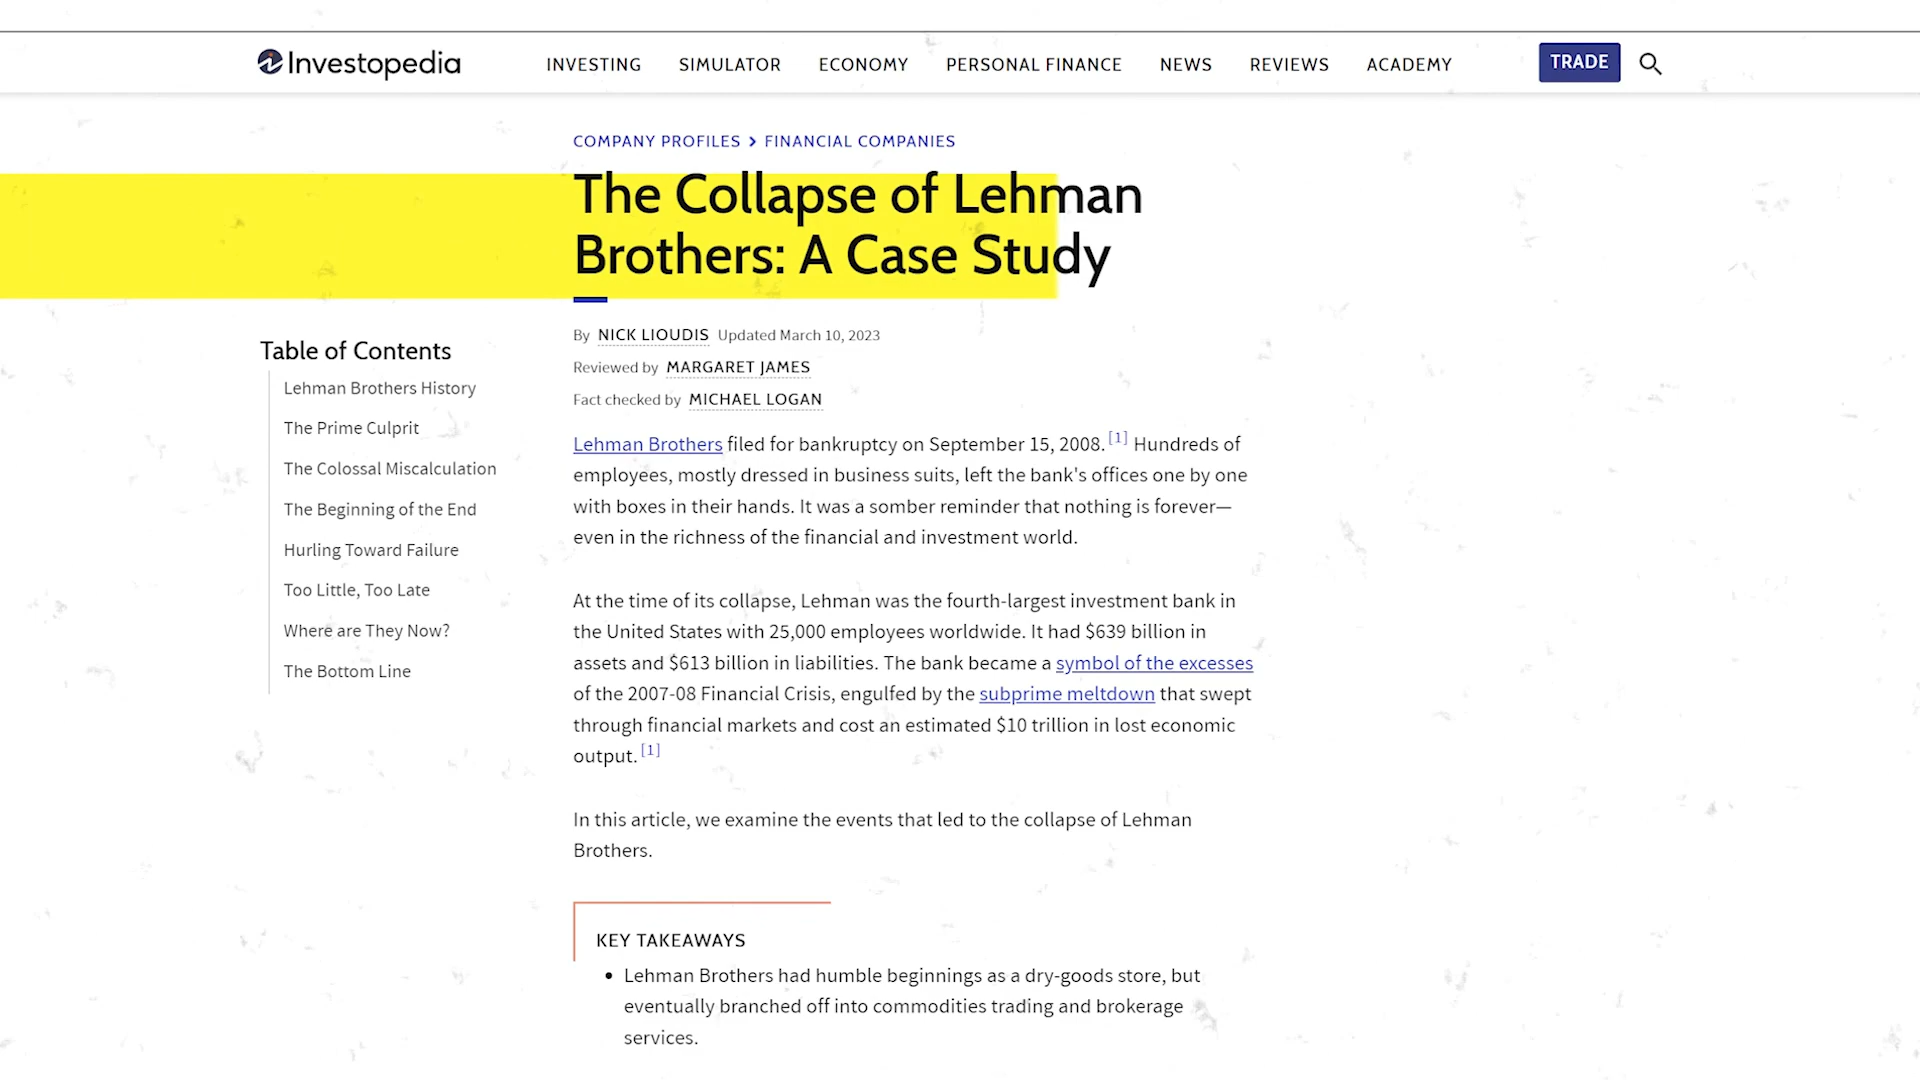 Investopedia
INVESTING SIMULATOR ECONOMY PERSONAL FINANCE NEWS REVIEWS ACADEMY TRADE
COMPANY PROFILES > FINANCIAL COMPANIES
The Collapse of Lehman
Brothers: A Case Study
By NICK LIOUDIS Updated March 10, 2023
Reviewed by MARGARET JAMES
Fact checked by MICHAEL LOGAN
Table of Contents
Lehman Brothers History
The Prime Culprit
The Colossal Miscalculation
The Beginning of the End
Hurling Toward Failure
Too Little, Too Late
Where are They Now?
The Bottom Line
Lehman Brothers filed for bankruptcy on September 15, 2008.[1] Hundreds of
employees, mostly dressed in business suits, left the bank's offices one by one
with boxes in their hands. It was a somber reminder that nothing is forever—
even in the richness of the financial and investment world.
At the time of its collapse, Lehman was the fourth-largest investment bank in
the United States with 25,000 employees worldwide. It had $639 billion in
assets and $613 billion in liabilities. The bank became a symbol of the excesses
of the 2007-08 Financial Crisis, engulfed by the subprime meltdown that swept
through financial markets and cost an estimated $10 trillion in lost economic
output.[1]
In this article, we examine the events that led to the collapse of Lehman
Brothers.
KEY TAKEAWAYS
• Lehman Brothers had humble beginnings as a dry-goods store, but
eventually branched off into commodities trading and brokerage
services.